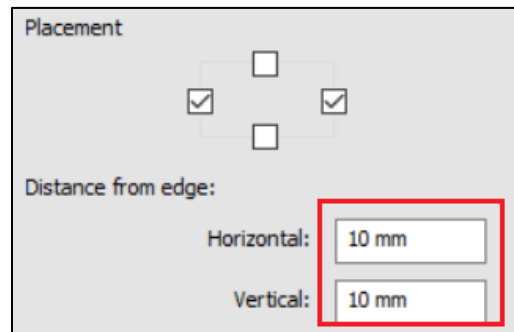 Placement
Distance from edge:
Horizontal: 10 mm
Vertical: 10 mm